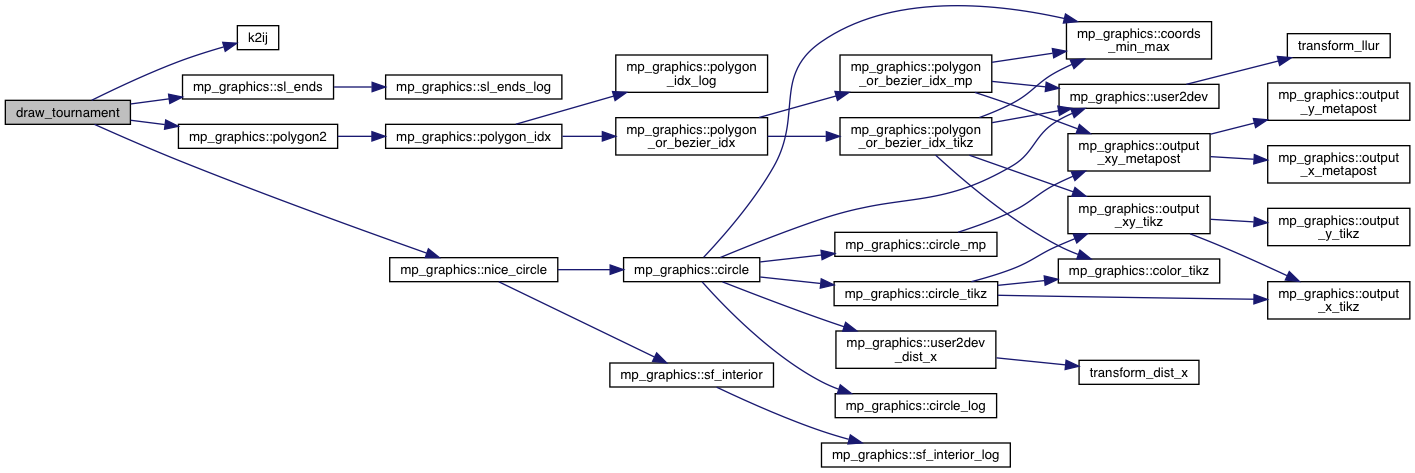 draw_tournament
k2ij
mp_graphics::sl_ends
mp_graphics::polygon2
mp_graphics::nice_circle
mp_graphics::sl_ends_log
mp_graphics::polygon_idx
mp_graphics::polygon
_idx_log
mp_graphics::polygon
_or_bezier_idx
mp_graphics::circle
mp_graphics::sf_interior
mp_graphics::polygon
_or_bezier_idx_mp
mp_graphics::polygon
_or_bezier_idx_tikz
mp_graphics::circle_mp
mp_graphics::circle_tikz
mp_graphics::user2dev
_dist_x
mp_graphics::circle_log
mp_graphics::sf_interior_log
mp_graphics::coords
_min_max
mp_graphics::user2dev
mp_graphics::output
_xy_metapost
mp_graphics::output
_xy_tikz
mp_graphics::color_tikz
transform_dist_x
transform_llur
mp_graphics::output
_y_metapost
mp_graphics::output
_x_metapost
mp_graphics::output
_y_tikz
mp_graphics::output
_x_tikz